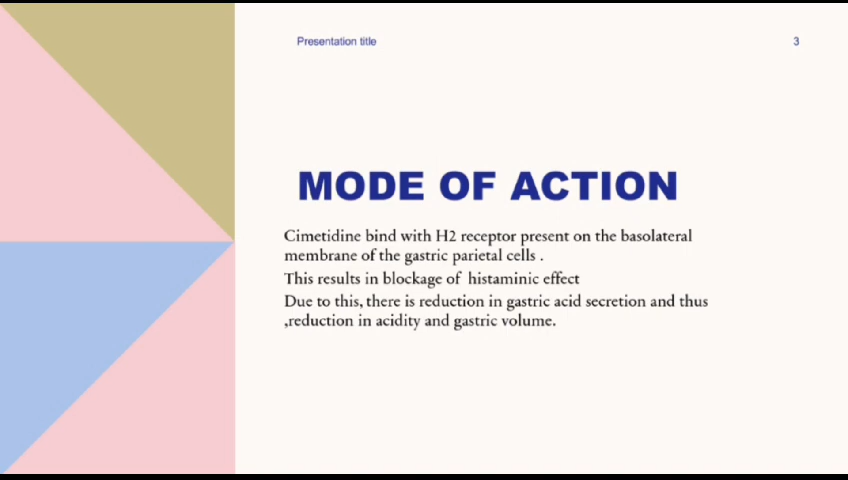 Presentation title
3
MODE OF ACTION
Cimetidine bind with H2 receptor present on the basolateral
membrane of the gastric parietal cells .
This results in blockage of histaminic effect
Due to this, there is reduction in gastric acid secretion and thus
,reduction in acidity and gastric volume.